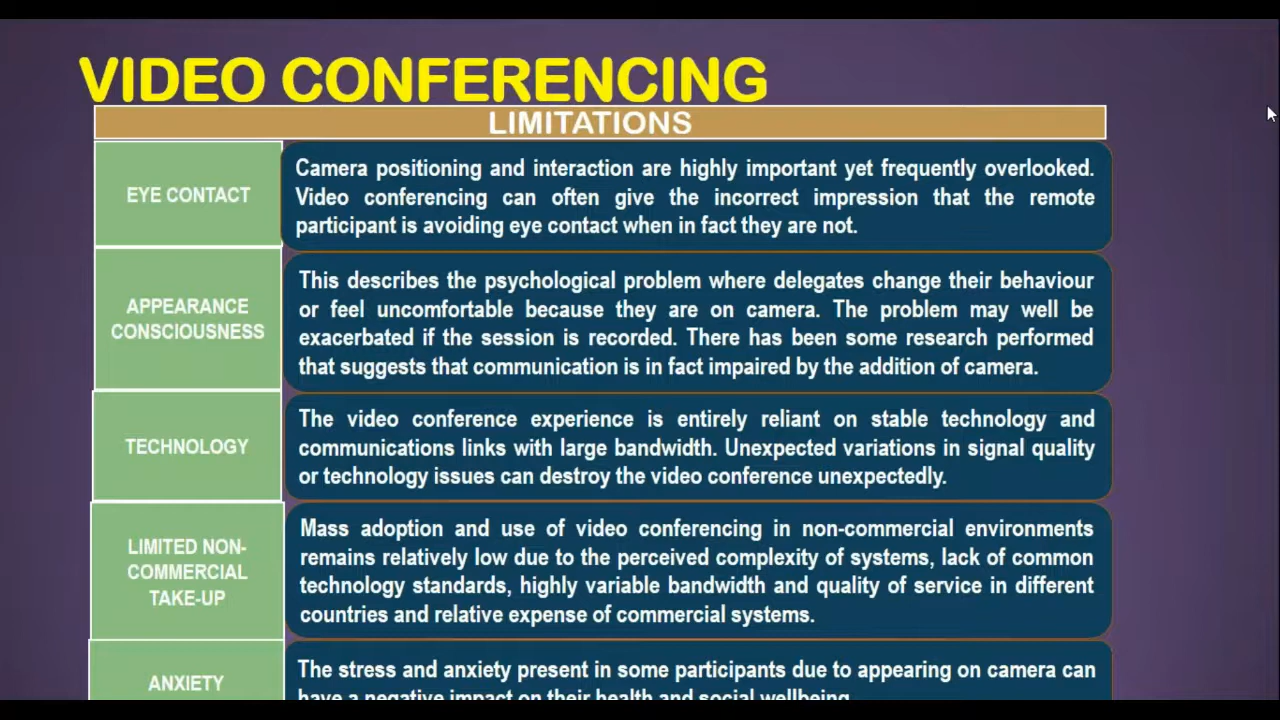 VIDEO CONFERENCING
LIMITATIONS
EYE CONTACT
Camera positioning and interaction are highly important yet frequently overlooked.
Video conferencing can often give the incorrect impression that the remote
participant is avoiding eye contact when in fact they are not.
APPEARANCE
CONSCIOUSNESS
This describes the psychological problem where delegates change their behaviour
or feel uncomfortable because they are on camera. The problem may well be
exacerbated if the session is recorded. There has been some research performed
that suggests that communication is in fact impaired by the addition of camera.
TECHNOLOGY
The video conference experience is entirely reliant on stable technology and
communications links with large bandwidth. Unexpected variations in signal quality
or technology issues can destroy the video conference unexpectedly.
LIMITED NON-
COMMERCIAL
TAKE-UP
Mass adoption and use of video conferencing in non-commercial environments
remains relatively low due to the perceived complexity of systems, lack of common
technology standards, highly variable bandwidth and quality of service in different
countries and relative expense of commercial systems.
ANXIETY
The stress and anxiety present in some participants due to appearing on camera can
have a negative impact on their health and social wellbeing